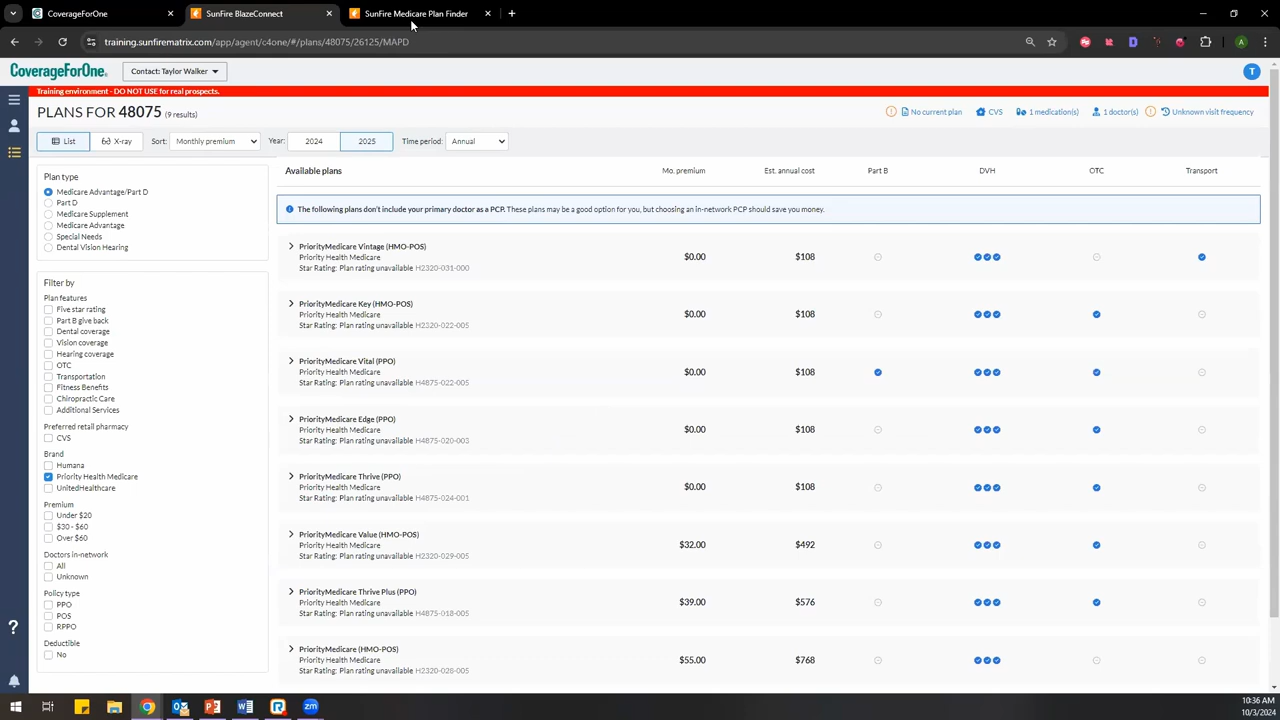 CoverageForOne
SunFire BlazeConnect
SunFire Medicare Plan Finder
training.sunfirematrix.com/app/agent/c4one/#/plans/48075/26125/MAPD
A
CoverageForOne.
Contact: Taylor Walker
T
Training environment - DO NOT USE for real prospects.
PLANS FOR 48075 (9 results)
No current plan
CVS
1 medication(s)
1 doctor(s)
Unknown visit frequency
List
X-ray
Sort:
Monthly premium
Year:
2024
2025
Time period:
Annual
Plan type
Medicare Advantage/Part D
Part D
Medicare Supplement
Medicare Advantage
Special Needs
Dental Vision Hearing
Filter by
Plan features
Five star rating
Part B give back
Dental coverage
Vision coverage
Hearing coverage
OTC
Transportation
Fitness Benefits
Chiropractic Care
Additional Services
Preferred retail pharmacy
CVS
Brand
Humana
Priority Health Medicare
UnitedHealthcare
Premium
Under $20
$30 - $60
Over $60
Doctors in-network
All
Unknown
Policy type
PPO
POS
RPPO
Deductible
No
Available plans
Mo. premium
Est. annual cost
Part B
DVH
OTC
Transport
The following plans don't include your primary doctor as a PCP. These plans may be a good option for you, but choosing an in-network PCP should save you money.
PriorityMedicare Vintage (HMO-POS)
Priority Health Medicare
$0.00
$108
Star Rating: Plan rating unavailable H2320-031-000
PriorityMedicare Key (HMO-POS)
Priority Health Medicare
$0.00
$108
Star Rating: Plan rating unavailable H2320-022-005
PriorityMedicare Vital (PPO)
Priority Health Medicare
$0.00
$108
Star Rating: Plan rating unavailable H4875-022-005
PriorityMedicare Edge (PPO)
Priority Health Medicare
$0.00
$108
Star Rating: Plan rating unavailable H4875-020-003
PriorityMedicare Thrive (PPO)
Priority Health Medicare
$0.00
$108
Star Rating: Plan rating unavailable H4875-024-001
PriorityMedicare Value (HMO-POS)
Priority Health Medicare
$32.00
$492
Star Rating: Plan rating unavailable H2320-029-005
PriorityMedicare Thrive Plus (PPO)
Priority Health Medicare
$39.00
$576
Star Rating: Plan rating unavailable H4875-018-005
PriorityMedicare (HMO-POS)
Priority Health Medicare
$55.00
$768
Star Rating: Plan rating unavailable H2320-028-005
10:36 AM
10/3/2024